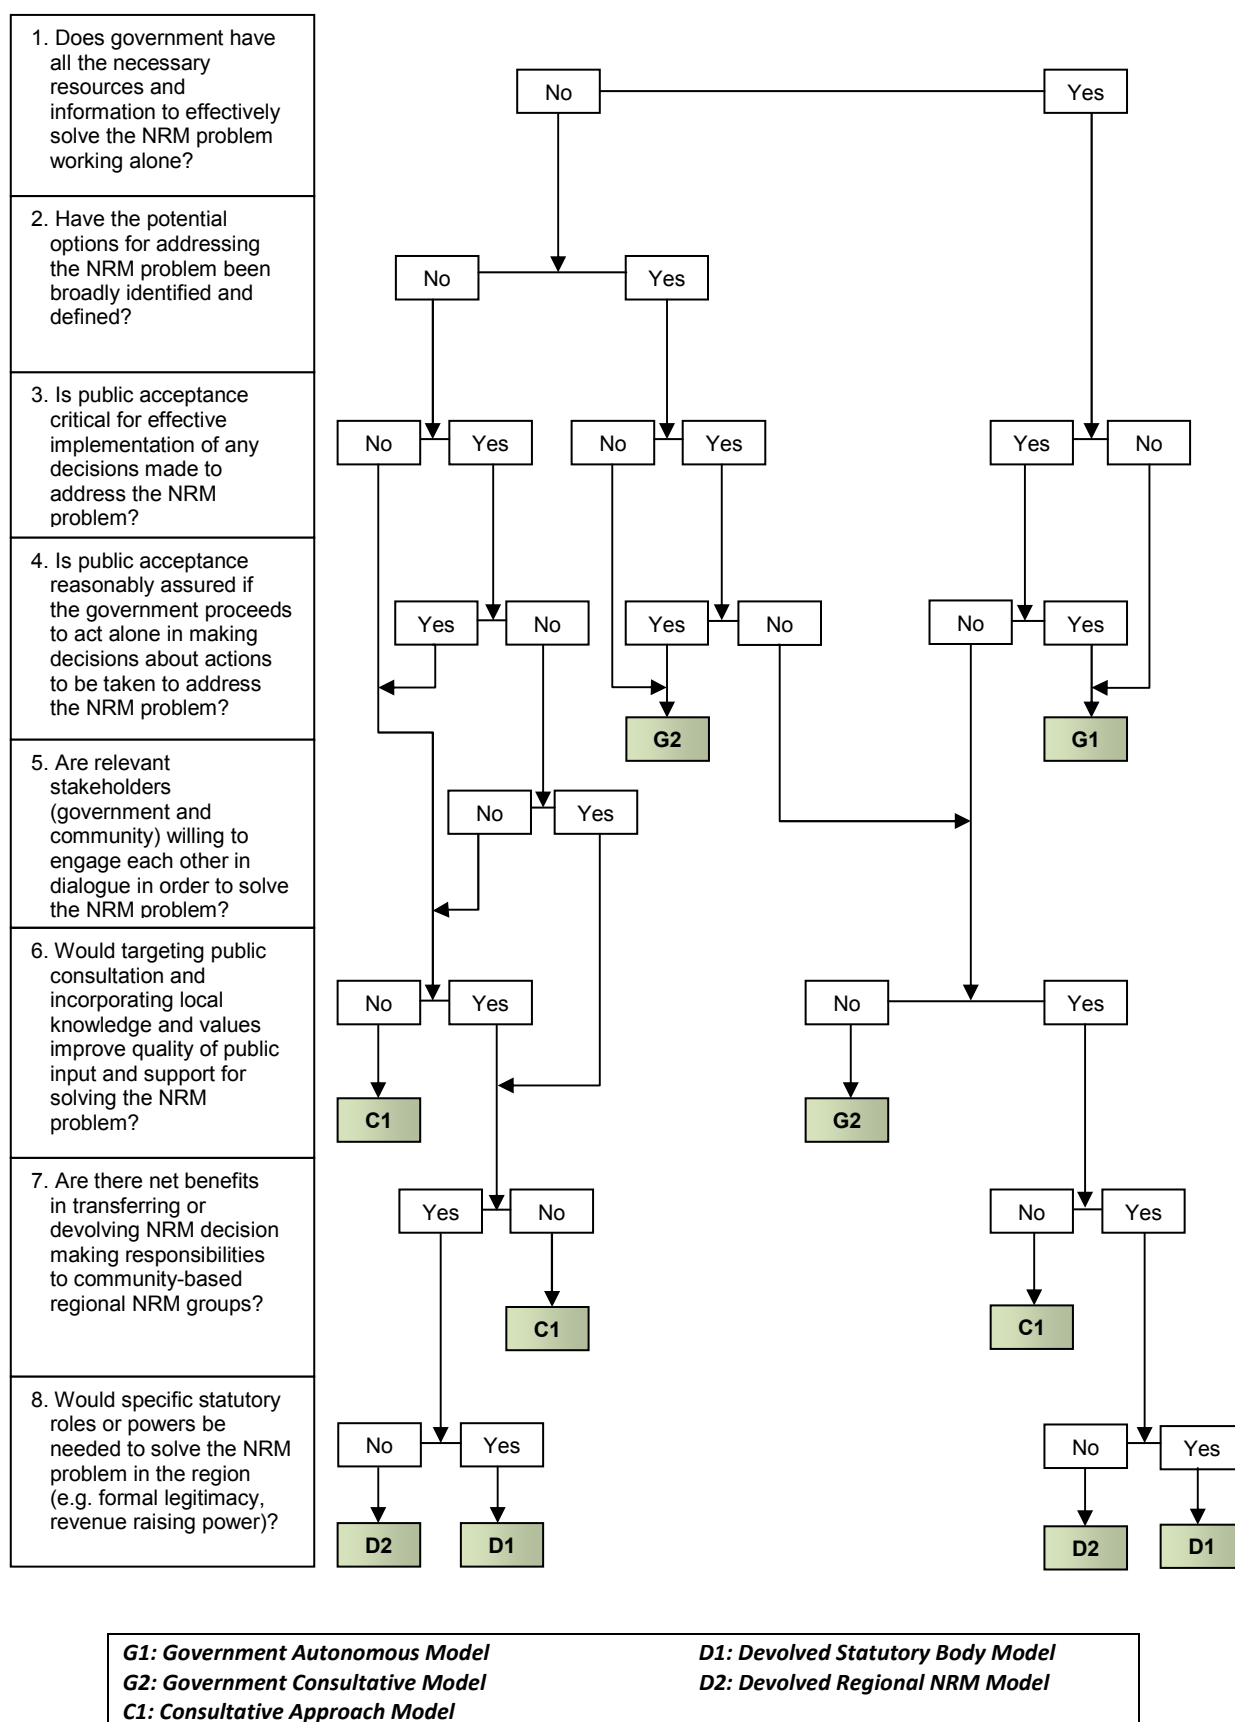 1. Does government have
all the necessary
resources and
information to effectively
solve the NRM problem
working alone?
No
Yes
2. Have the potential
options for addressing
the NRM problem been
broadly identified and
defined?
No
Yes
3. Is public acceptance
critical for effective
implementation of any
decisions made to
address the NRM
problem?
No
Yes
No
Yes
Yes
No
4. Is public acceptance
reasonably assured if
the government proceeds
to act alone in making
decisions about actions
to be taken to address
the NRM problem?
Yes
No
Yes
No
No
Yes
G2
G1
5. Are relevant
stakeholders
(government and
community) willing to
engage each other in
dialogue in order to solve
the NRM problem?
No
Yes
6. Would targeting public
consultation and
incorporating local
knowledge and values
improve quality of public
input and support for
solving the NRM
problem?
No
Yes
No
Yes
C1
G2
7. Are there net benefits
in transferring or
devolving NRM decision
making responsibilities
to community-based
regional NRM groups?
Yes
No
No
Yes
C1
C1
8. Would specific statutory
roles or powers be
needed to solve the NRM
problem in the region
(e.g. formal legitimacy,
revenue raising power)?
No
Yes
No
Yes
D2
D1
D2
D1
G1: Government Autonomous Model
D1: Devolved Statutory Body Model
G2: Government Consultative Model
D2: Devolved Regional NRM Model
C1: Consultative Approach Model